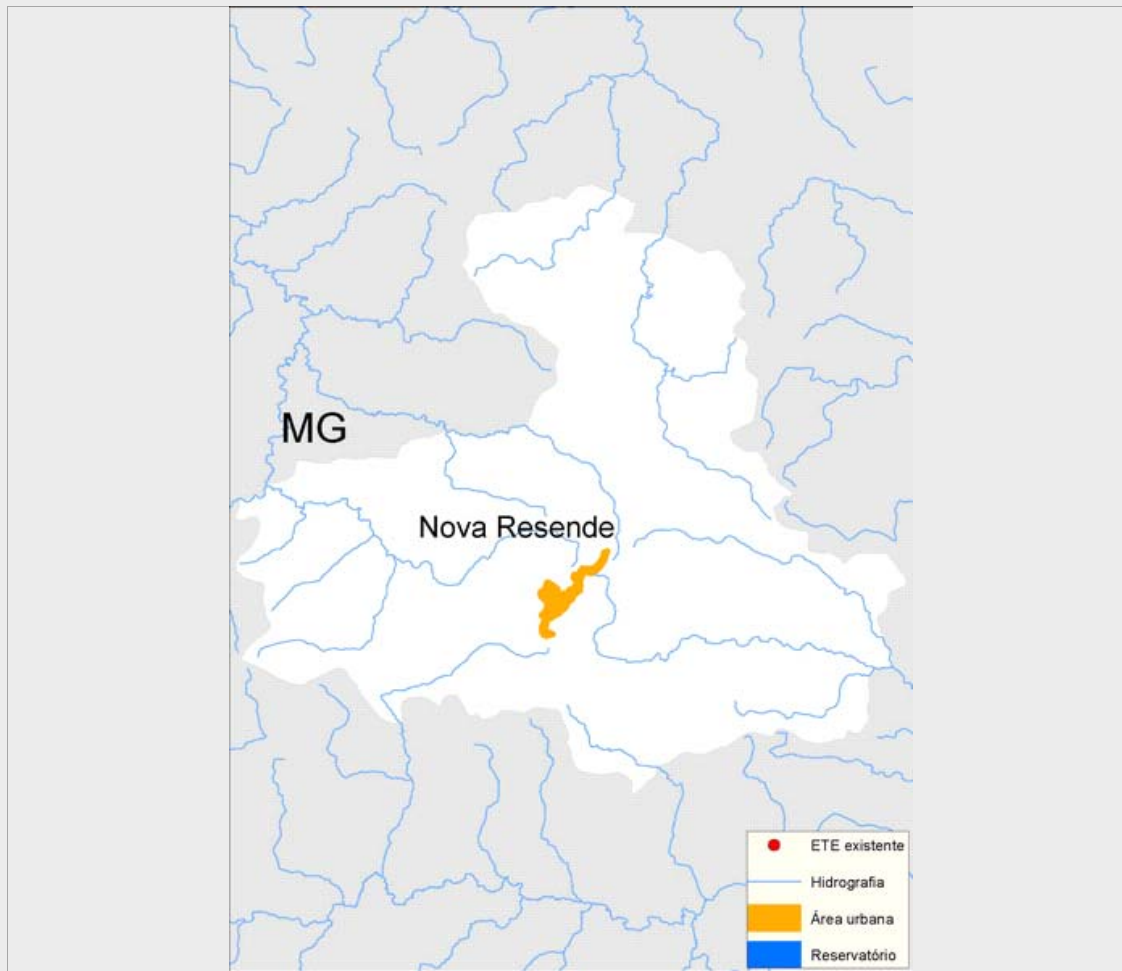 MG
Nova Resende
ETE existente
Hidrografia
Área urbana
Reservatório